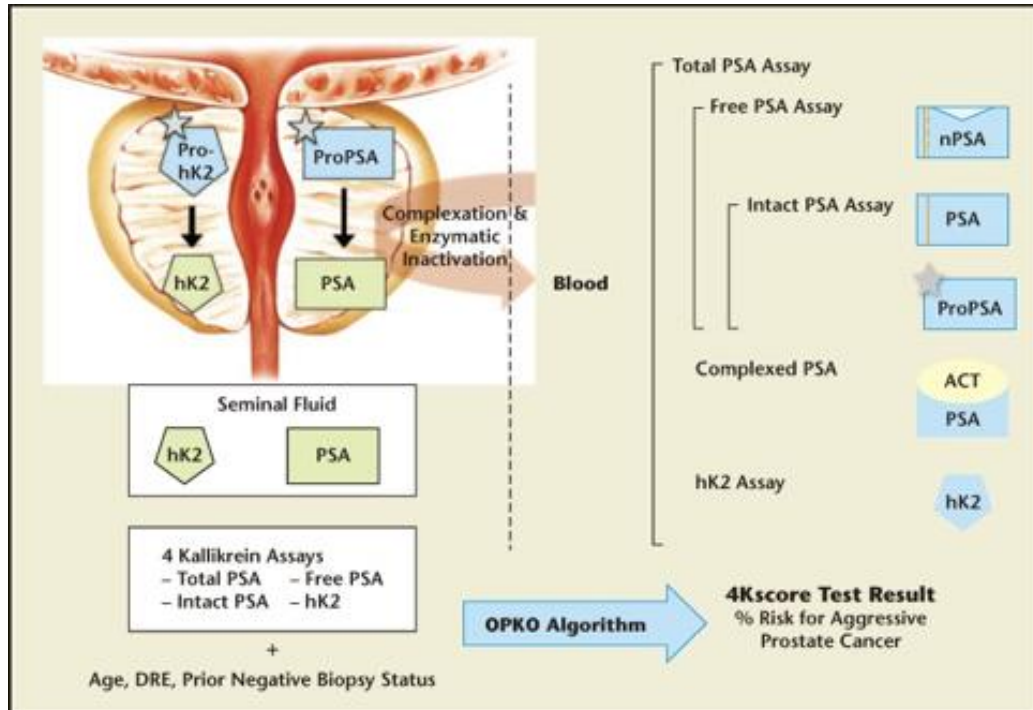 Pro-
hK2
ProPSA
hK2
PSA
Complexation &
Enzymatic
Inactivation
Blood
Seminal Fluid
hK2
PSA
4 Kallikrein Assays
– Total PSA – Free PSA
– Intact PSA – hK2
+
Age, DRE, Prior Negative Biopsy Status
Total PSA Assay
Free PSA Assay
nPSA
Intact PSA Assay
PSA
ProPSA
Complexed PSA
ACT
PSA
hK2 Assay
hK2
OPKO Algorithm
4Kscore Test Result
% Risk for Aggressive
Prostate Cancer